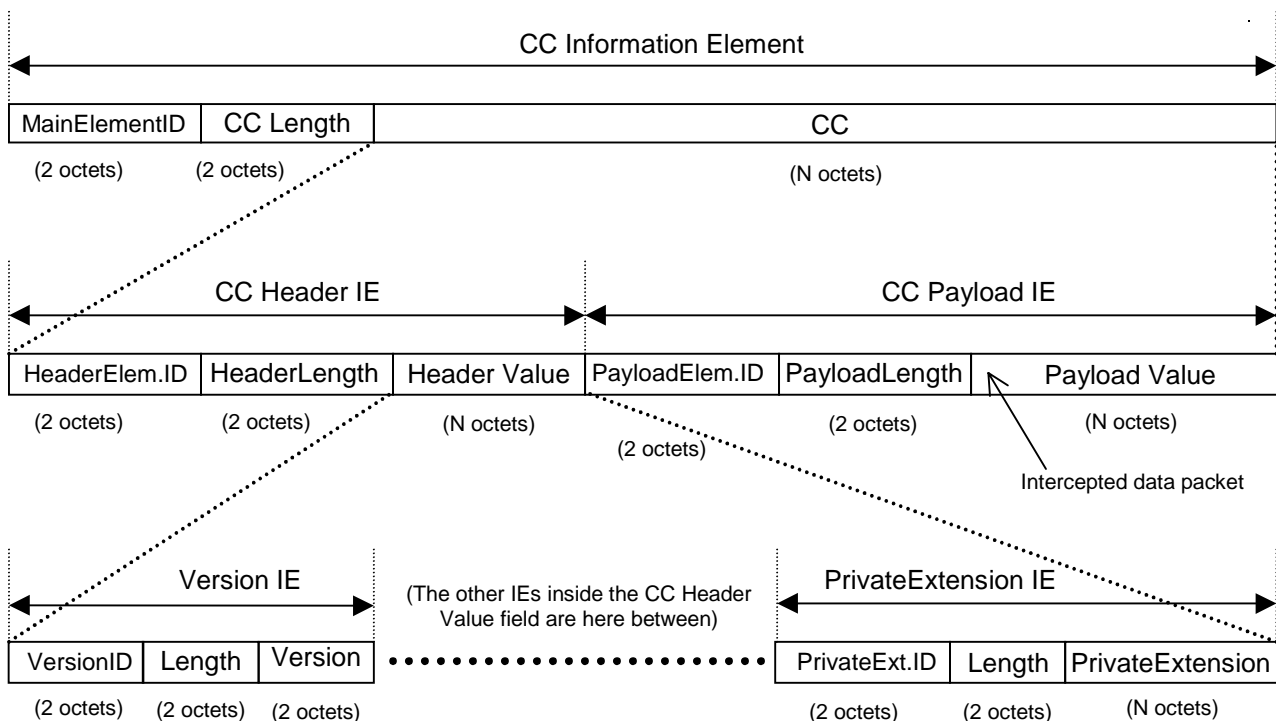 CC Information Element
MainElementID CC Length CC
(2 octets) (2 octets) (N octets)
CC Header IE CC Payload IE
HeaderElem.ID HeaderLength Header Value PayloadElem.ID PayloadLength Payload Value
(2 octets) (2 octets) (N octets) (2 octets) (2 octets) (N octets)
Intercepted data packet
Version IE (The other IEs inside the CC Header PrivateExtension IE
Value field are here between)
VersionID Length Version PrivateExt.ID Length PrivateExtension
(2 octets) (2 octets) (2 octets) (2 octets) (2 octets) (N octets)